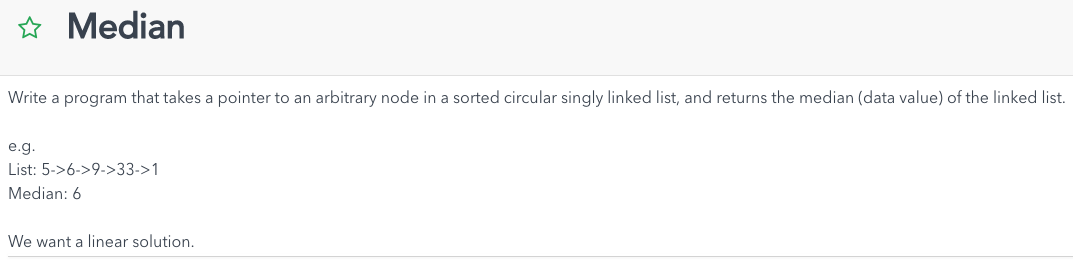 Median
Write a program that takes a pointer to an arbitrary node in a sorted circular singly linked list, and returns the median (data value) of the linked list.
e.g.
List: 5->6->9->33->1
Median: 6
We want a linear solution.